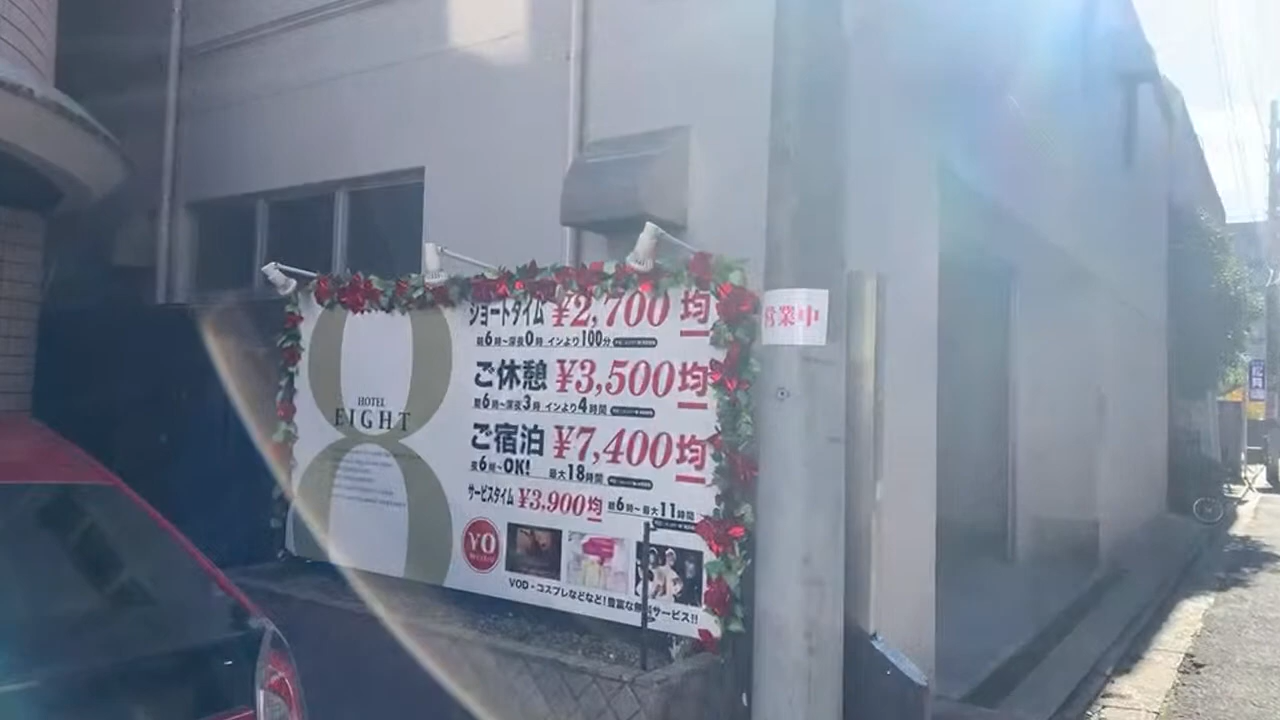 HOTEL
EIGHT
ショートタイム ¥2,700 均
朝6時~深夜0時 インより100分
ご休憩 ¥3,500均
朝6時~深夜3時 インより4時間
ご宿泊 ¥7,400均
夜6時~OK! 最大18時間
サービスタイム ¥3,900均 朝6時~最大11時間
VO
VOD・コスプレなどなど!豊富な無料サービス!!
営業中